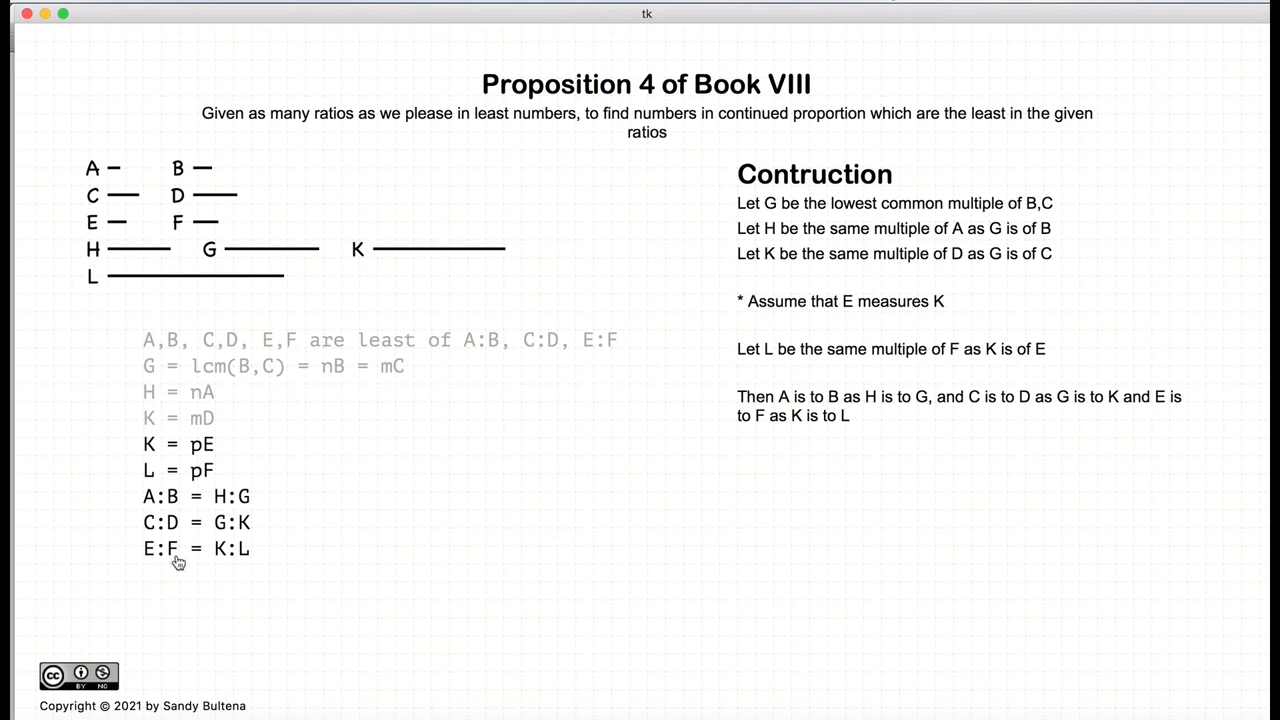 tk
Proposition 4 of Book VIII
Given as many ratios as we please in least numbers, to find numbers in continued proportion which are the least in the given
ratios
A B
C D
E F
H G K
L
A,B, C,D, E,F are least of A:B, C:D, E:F
G = lcm(B,C) = nB = mC
H = nA
K = mD
K = pE
L = pF
A:B = H:G
C:D = G:K
E:F = K:L
Contruction
Let G be the lowest common multiple of B,C
Let H be the same multiple of A as G is of B
Let K be the same multiple of D as G is of C
* Assume that E measures K
Let L be the same multiple of F as K is of E
Then A is to B as H is to G, and C is to D as G is to K and E is
to F as K is to L
cc
BY NC
Copyright © 2021 by Sandy Bultena